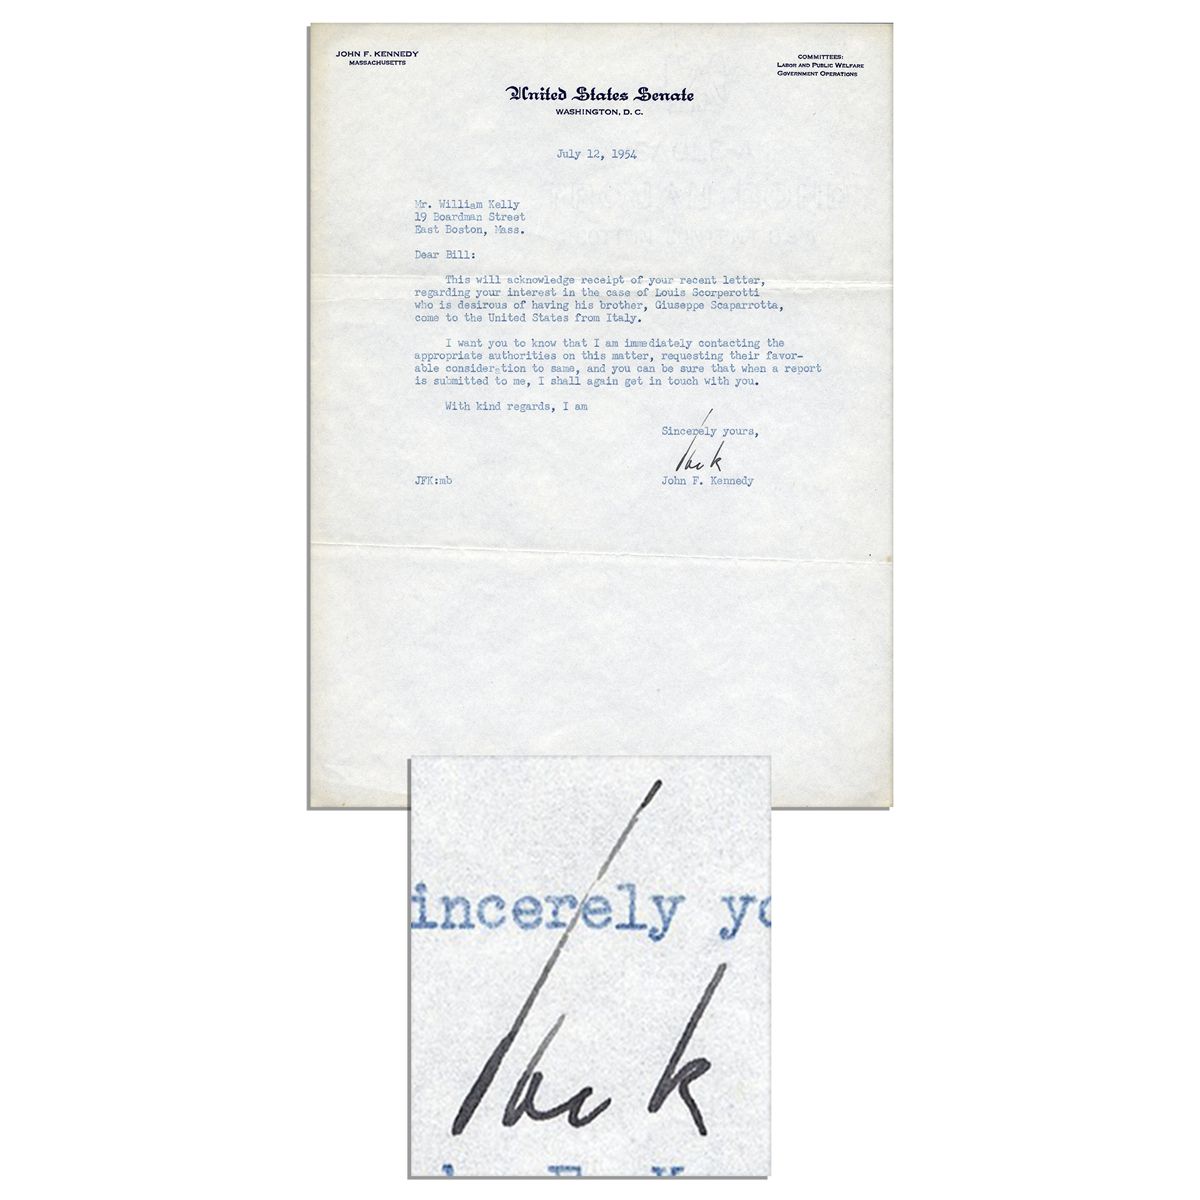 JOHN F. KENNEDY
MASSACHUSETTS
COMMITTEES:
LABOR AND PUBLIC WELFARE
GOVERNMENT OPERATIONS
United States Senate
WASHINGTON, D. C.
July 12, 1954
Mr. William Kelly
19 Boardman Street
East Boston, Mass.
Dear Bill:
This will acknowledge receipt of your recent letter,
regarding your interest in the case of Louis Scorperotti
who is desirous of having his brother, Giuseppe Scaparrotta,
come to the United States from Italy.
I want you to know that I am immediately contacting the
appropriate authorities on this matter, requesting their favor-
able consideration to same, and you can be sure that when a report
is submitted to me, I shall again get in touch with you.
With kind regards, I am
Sincerely yours,
Jack
JFK:mb
John F. Kennedy
incerely yo
Jack